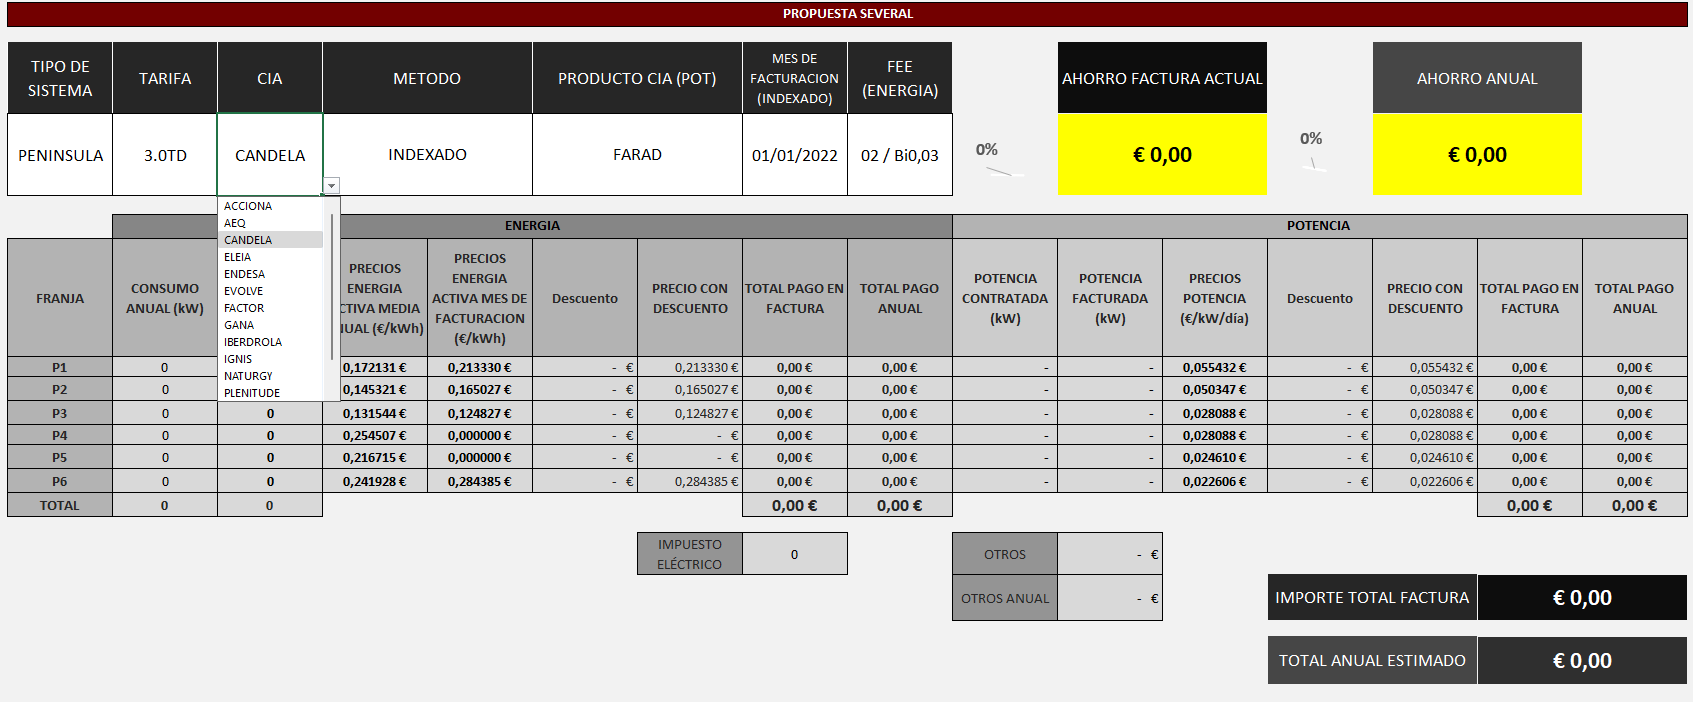 PROPUESTA SEVERAL
TIPO DE SISTEMA TARIFA CIA METODO PRODUCTO CIA (POT) MES DE FACTURACION (INDEXADO) FEE (ENERGIA) AHORRO FACTURA ACTUAL AHORRO ANUAL
PENINSULA 3.0TD CANDELA INDEXADO FARAD 01/01/2022 02 / Bi0,03 0% € 0,00 0% € 0,00
ACCIONA
AEQ
CANDELA
ELEIA
ENDESA
EVOLVE
FACTOR
GANA
IBERDROLA
IGNIS
NATURGY
PLENITUDE
ENERGIA POTENCIA
FRANJA CONSUMO ANUAL (kW) PRECIOS ENERGIA CTIVA MEDIA UAL (€/kWh) PRECIOS ENERGIA ACTIVA MES DE FACTURACION (€/kWh) Descuento PRECIO CON DESCUENTO TOTAL PAGO EN FACTURA TOTAL PAGO ANUAL POTENCIA CONTRATADA (kW) POTENCIA FACTURADA (kW) PRECIOS POTENCIA (€/kW/día) Descuento PRECIO CON DESCUENTO TOTAL PAGO EN FACTURA TOTAL PAGO ANUAL
P1 0 0,172131 € 0,213330 € - € 0,213330 € 0,00 € 0,00 € - - 0,055432 € - € 0,055432 € 0,00 € 0,00 €
P2 0 0,145321 € 0,165027 € - € 0,165027 € 0,00 € 0,00 € - - 0,050347 € - € 0,050347 € 0,00 € 0,00 €
P3 0 0 0,131544 € 0,124827 € - € 0,124827 € 0,00 € 0,00 € - - 0,028088 € - € 0,028088 € 0,00 € 0,00 €
P4 0 0 0,254507 € 0,000000 € - € - € 0,00 € 0,00 € - - 0,028088 € - € 0,028088 € 0,00 € 0,00 €
P5 0 0 0,216715 € 0,000000 € - € - € 0,00 € 0,00 € - - 0,024610 € - € 0,024610 € 0,00 € 0,00 €
P6 0 0 0,241928 € 0,284385 € - € 0,284385 € 0,00 € 0,00 € - - 0,022606 € - € 0,022606 € 0,00 € 0,00 €
TOTAL 0 0 0,00 € 0,00 € 0,00 € 0,00 €
IMPUESTO ELÉCTRICO 0 OTROS - €
OTROS ANUAL - €
IMPORTE TOTAL FACTURA € 0,00
TOTAL ANUAL ESTIMADO € 0,00